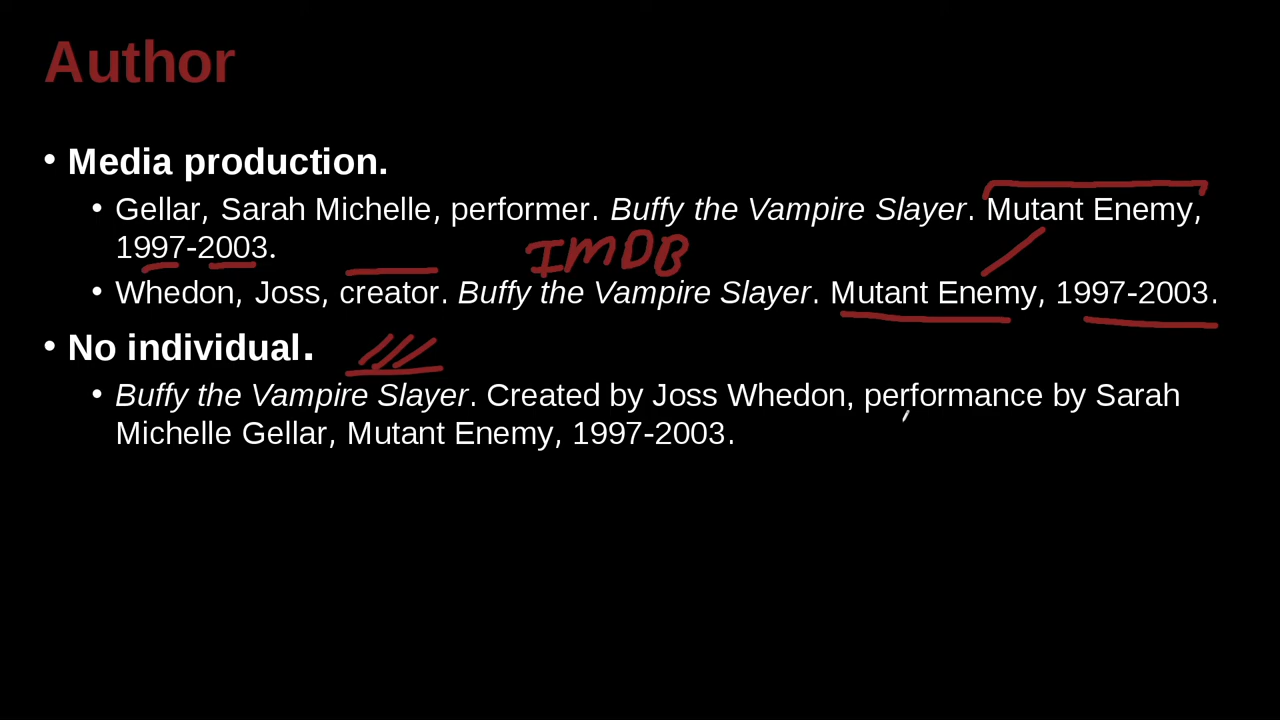 Author
• Media production.
• Gellar, Sarah Michelle, performer. Buffy the Vampire Slayer. Mutant Enemy,
1997-2003.
IMDB
• Whedon, Joss, creator. Buffy the Vampire Slayer. Mutant Enemy, 1997-2003.
• No individual.
• Buffy the Vampire Slayer. Created by Joss Whedon, performance by Sarah
Michelle Gellar, Mutant Enemy, 1997-2003.